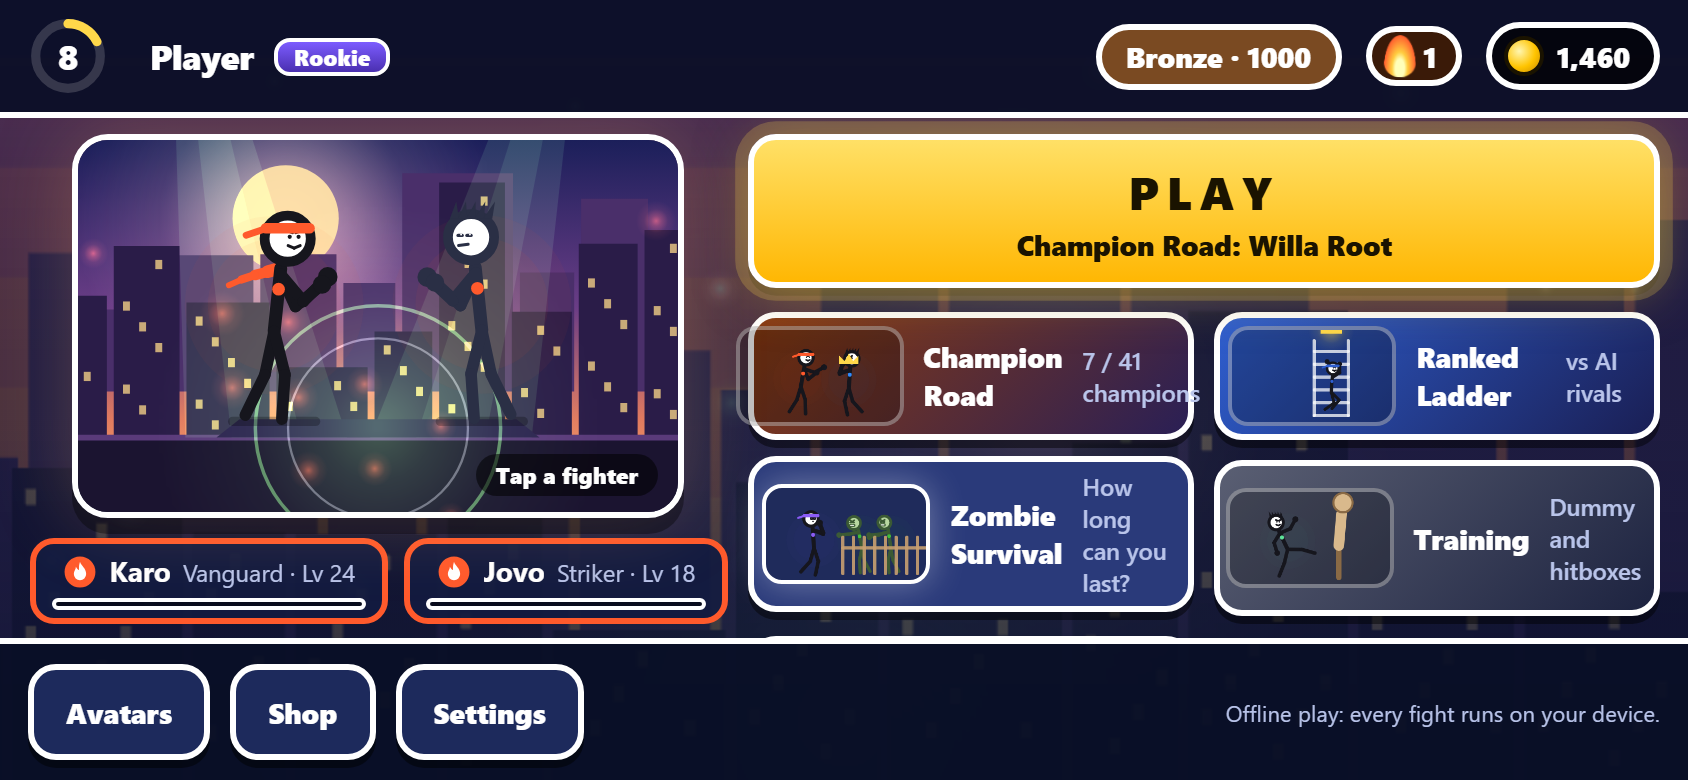 8
Player
Rookie
Bronze · 1000
1
1,460
Tap a fighter
Karo Vanguard · Lv 24
Jovo Striker · Lv 18
PLAY
Champion Road: Willa Root
Champion
Road
7 / 41
champions
Ranked
Ladder
vs AI
rivals
Zombie
Survival
How
long
can you
last?
Training
Dummy
and
hitboxes
Avatars
Shop
Settings
Offline play: every fight runs on your device.